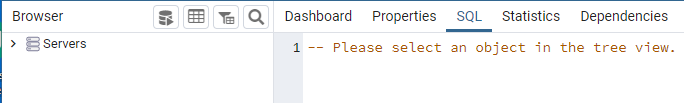 Browser
Dashboard Properties SQL Statistics Dependencies
Servers
1 -- Please select an object in the tree view.